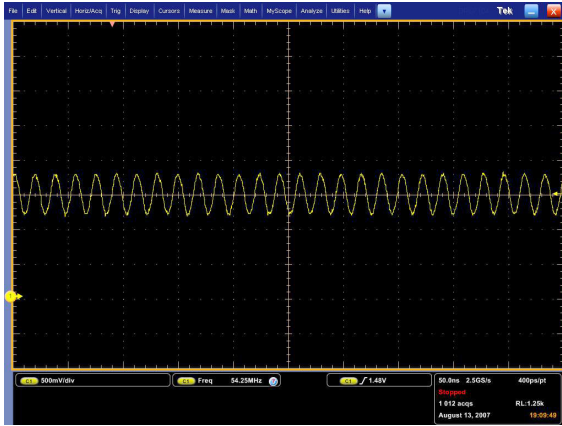 File Edit Vertical Horiz/Acq Trig Display Cursors Measure Mask Math MyScope Analyze Utilities Help Tek X
1
C1 500mV/div
C1 Freq 54.25MHz
C1 1.48V
50.0ns 2.5GS/s 400ps/pt
Stopped
1 012 acqs RL:1.25k
August 13, 2007 19:09:49